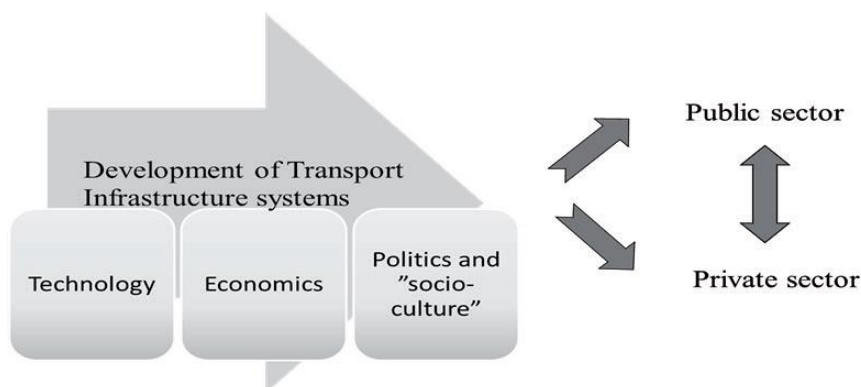 Development of Transport
Infrastructure systems
Technology
Economics
Politics and
”socio-
culture”
Public sector
Private sector